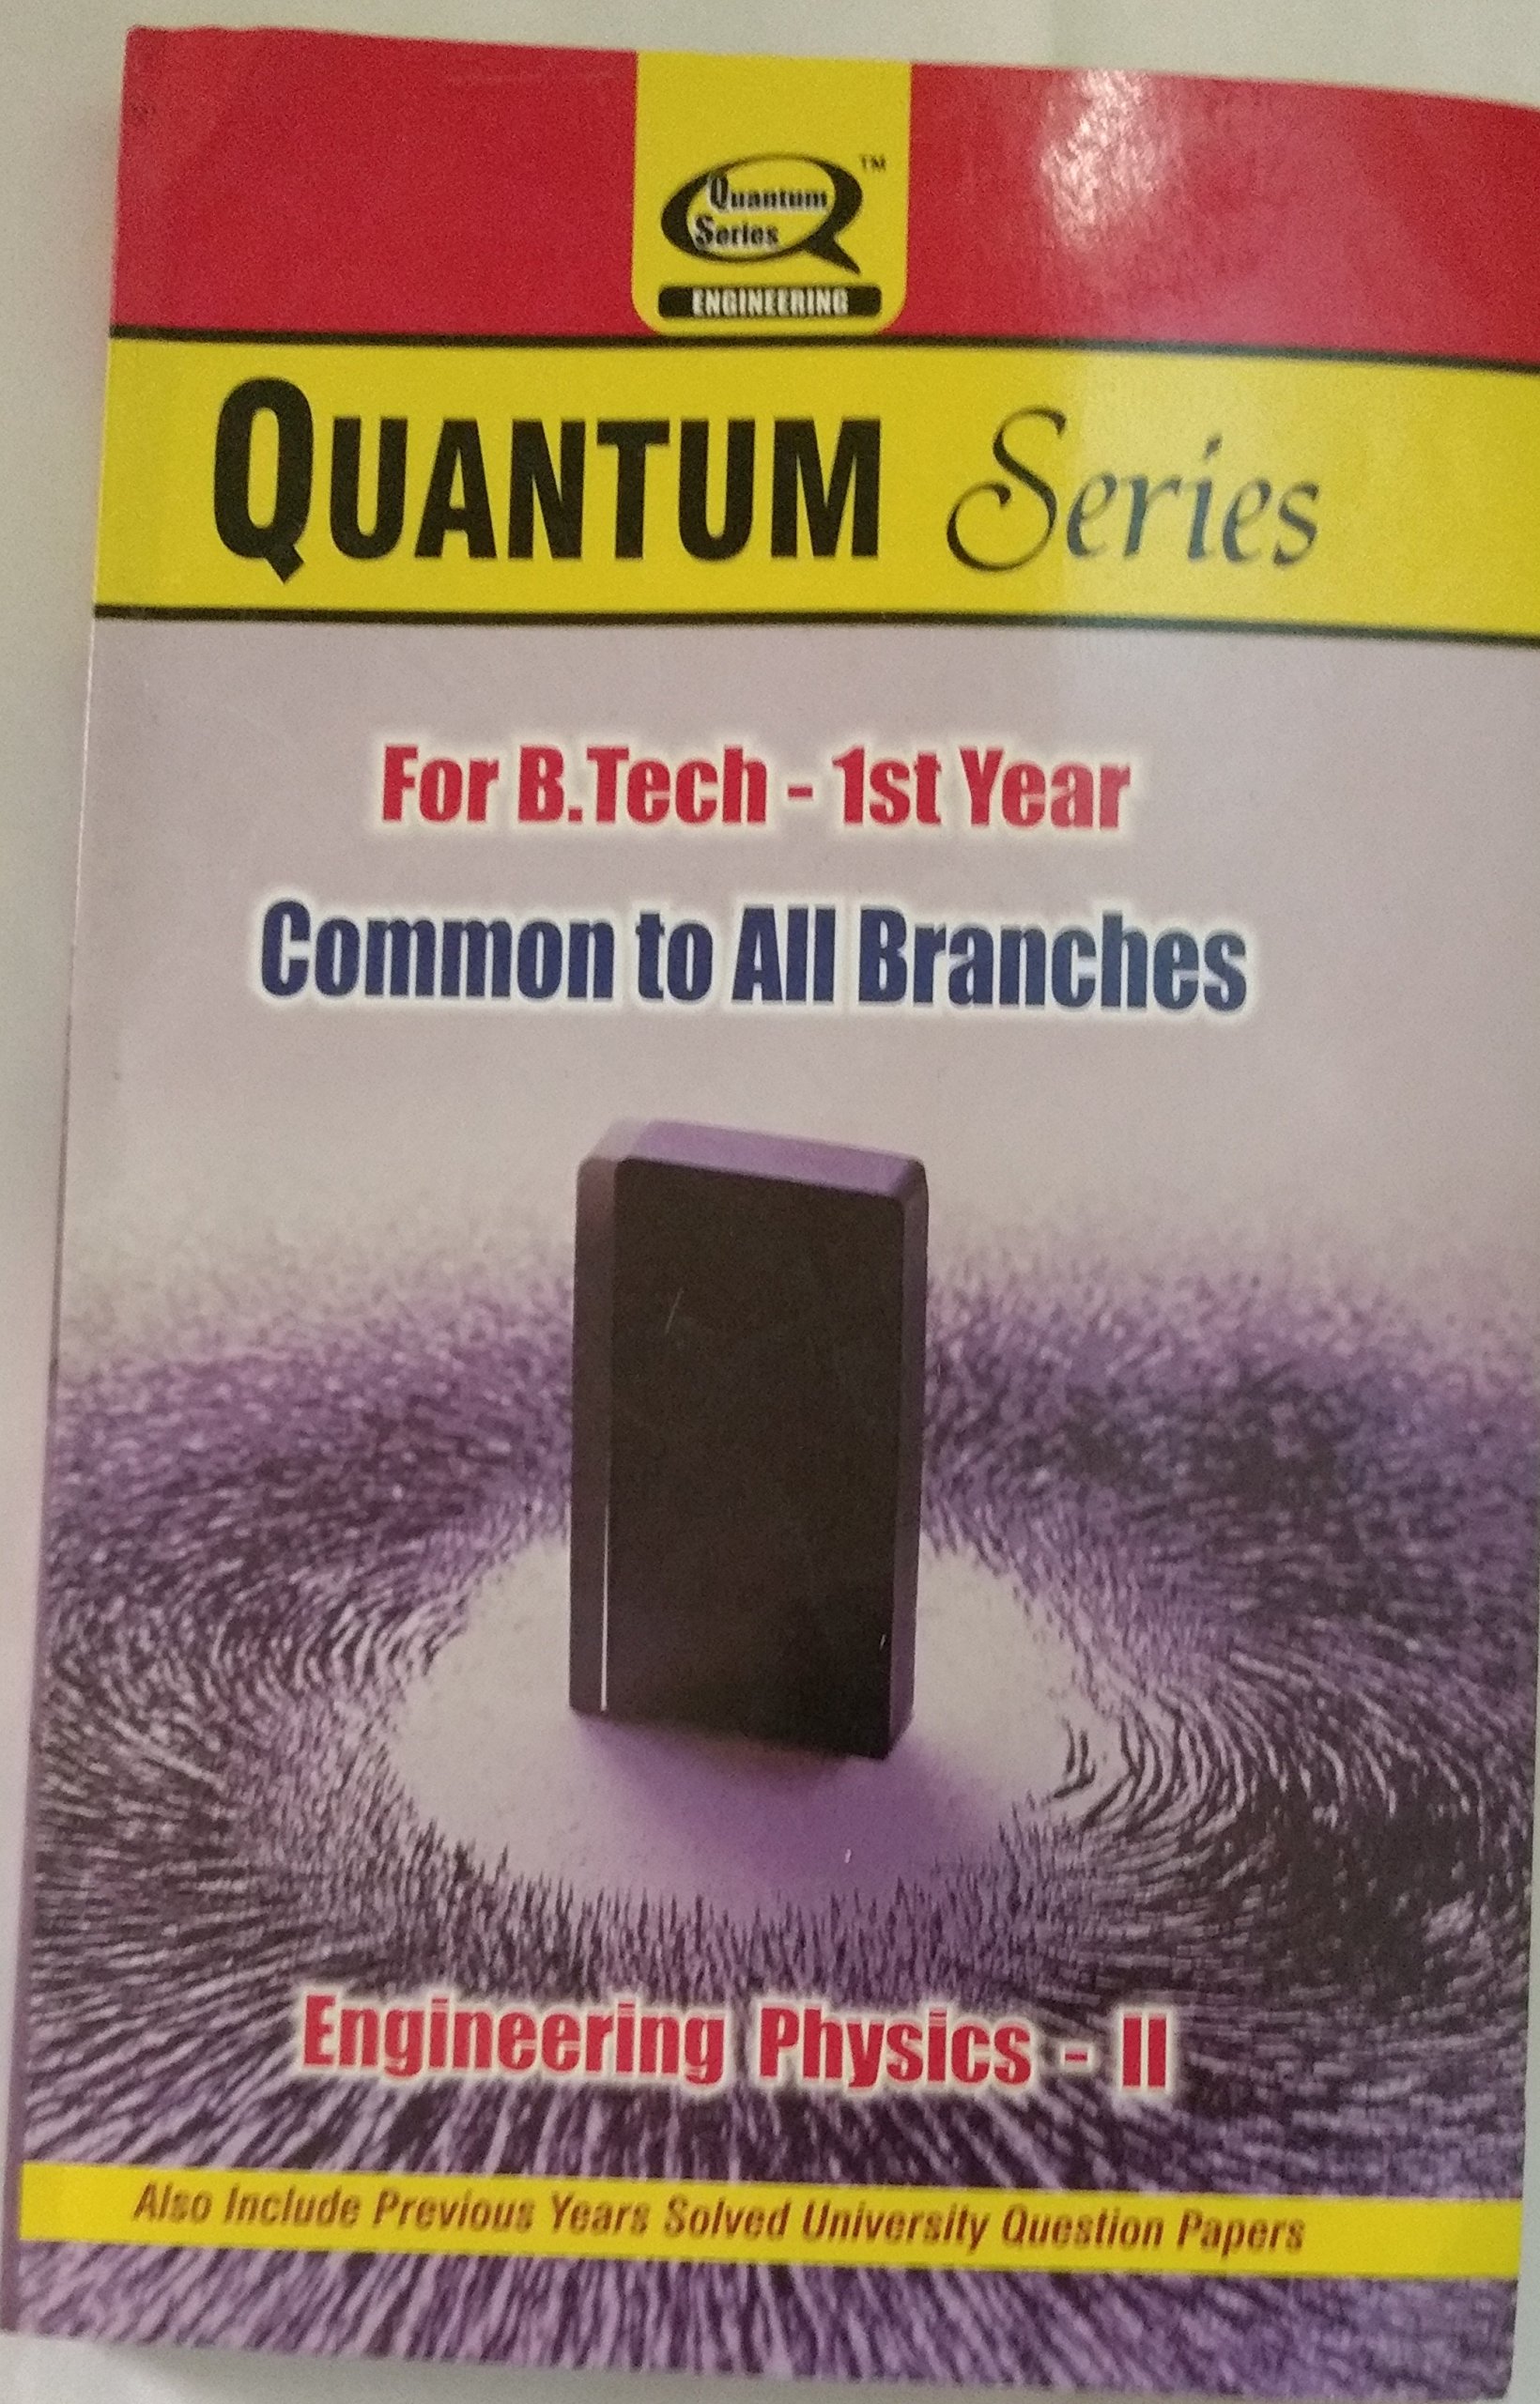 Quantum
Series
TM
ENGINEERING
QUANTUM Series
For B.Tech - 1st Year
Common to All Branches
Engineering Physics - II
Also Include Previous Years Solved University Question Papers